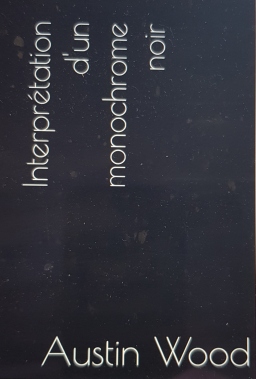 Interprétation
d'un
monochrome
noir
Austin Wood